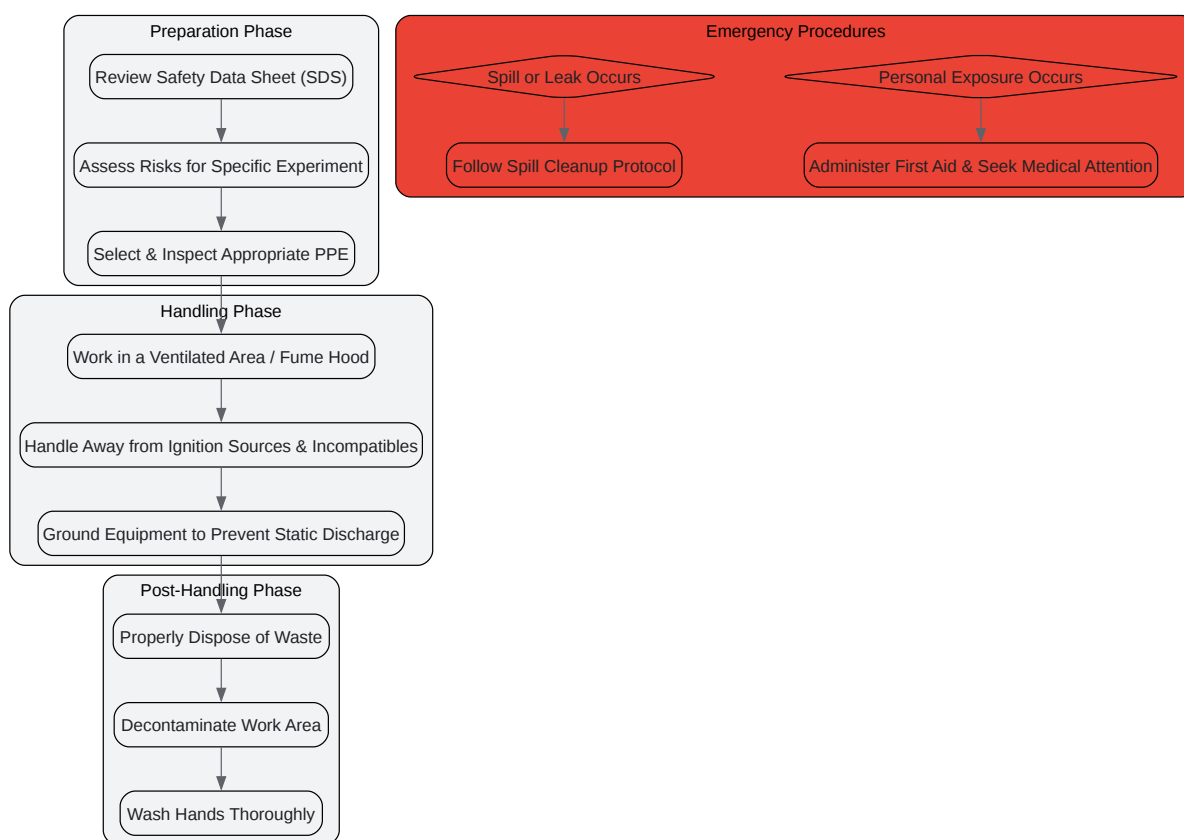 Preparation Phase
Review Safety Data Sheet (SDS)
Assess Risks for Specific Experiment
Select & Inspect Appropriate PPE
Handling Phase
Work in a Ventilated Area / Fume Hood
Handle Away from Ignition Sources & Incompatibles
Ground Equipment to Prevent Static Discharge
Post-Handling Phase
Properly Dispose of Waste
Decontaminate Work Area
Wash Hands Thoroughly
Emergency Procedures
Spill or Leak Occurs
Follow Spill Cleanup Protocol
Personal Exposure Occurs
Administer First Aid & Seek Medical Attention